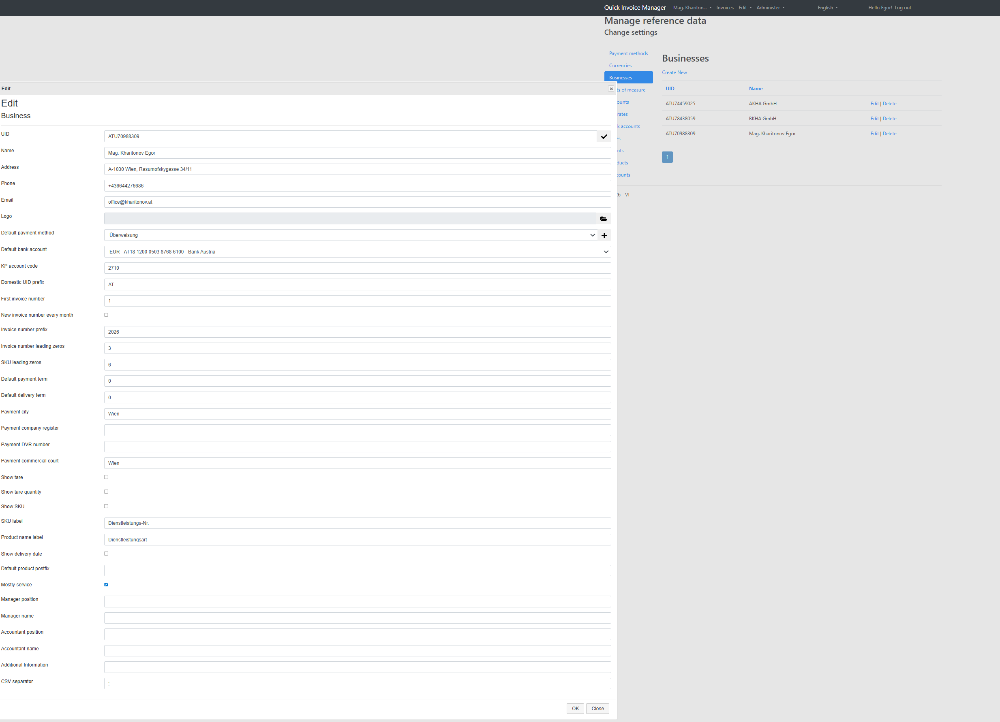 Quick Invoice Manager Mag. Khariton... Invoices Edit Administer English Hello Egor! Log out
Manage reference data
Change settings
Payment methods
Currencies
Businesses
ts of measure
ounts
rates
k accounts
es
nts
ducts
counts
26 - VI
Businesses
Create New
UID Name
ATU74459025 AKHA GmbH Edit | Delete
ATU78438059 BKHA GmbH Edit | Delete
ATU70988309 Mag. Kharitonov Egor Edit | Delete
1
Edit
Edit
Business
UID ATU70988309
Name Mag. Kharitonov Egor
Address A-1030 Wien, Rasumofskygasse 34/11
Phone +436644276686
Email office@kharitonov.at
Logo
Default payment method Überweisung
Default bank account EUR - AT18 1200 0503 8768 6100 - Bank Austria
KP account code 2710
Domestic UID prefix AT
First invoice number 1
New invoice number every month
Invoice number prefix 2026
Invoice number leading zeros 3
SKU leading zeros 6
Default payment term 0
Default delivery term 0
Payment city Wien
Payment company register
Payment DVR number
Payment commercial court Wien
Show tare
Show tare quantity
Show SKU
SKU label Dienstleistungs-Nr.
Product name label Dienstleistungsart
Show delivery date
Default product postfix
Mostly service
Manager position
Manager name
Accountant position
Accountant name
Additional Information
CSV separator ;
OK Close